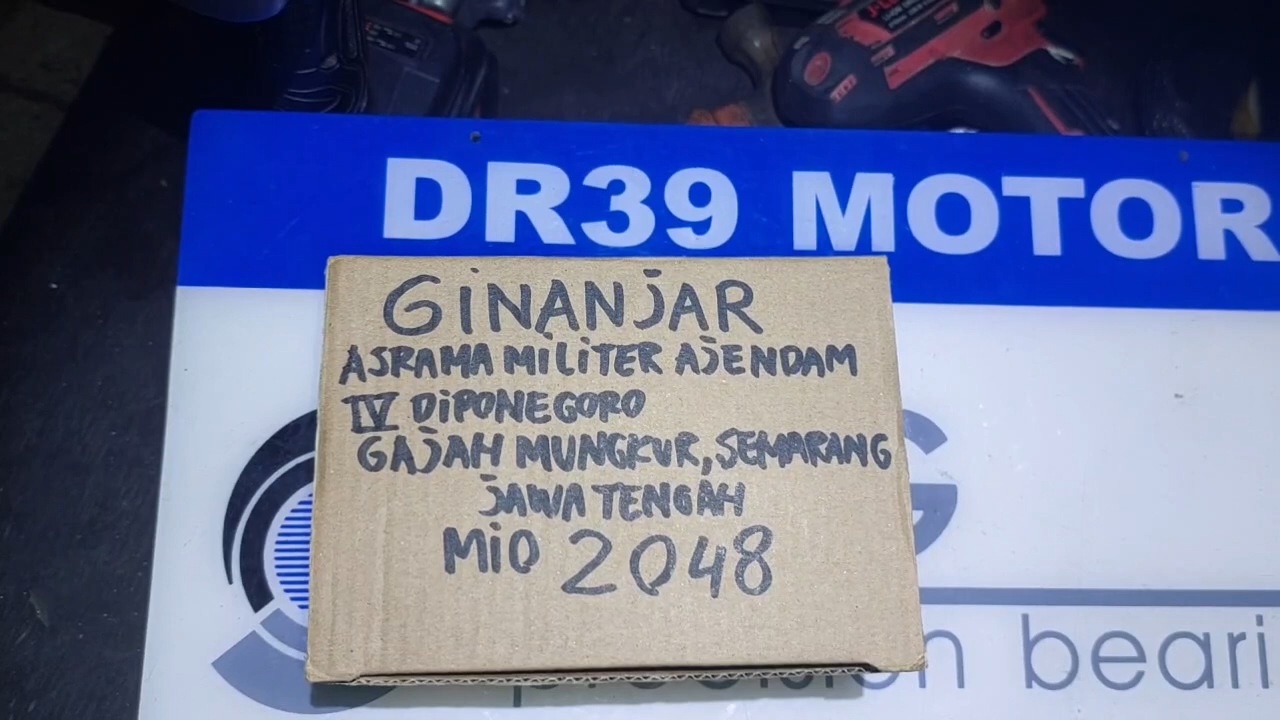 DR39 MOTOR
GiNANJAR
ASRAMA MiLiTER AJENDAM
IV DiPONEGORO
GAJAH MUNGKUR, SEMARANG
JAWA TENGAH
MiO 2048